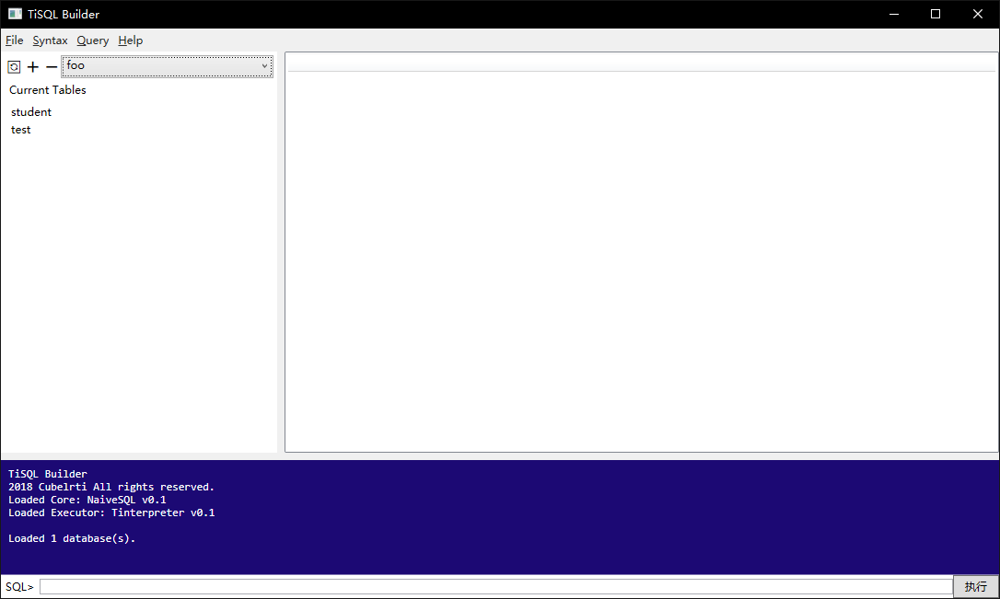 TiSQL Builder
File Syntax Query Help
foo
Current Tables
student
test
TiSQL Builder
2018 Cubelrti All rights reserved.
Loaded Core: NaiveSQL v0.1
Loaded Executor: Tinterpreter v0.1
Loaded 1 database(s).
SQL>
执行